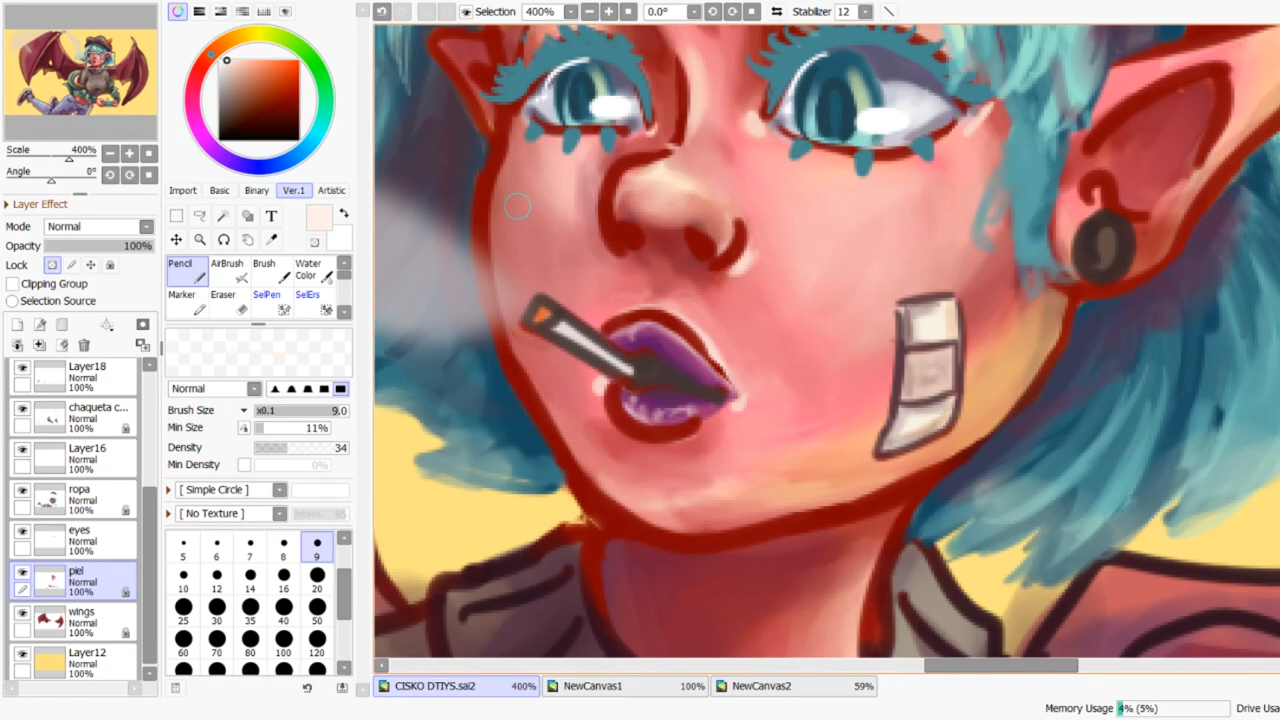 Selection
400%
0.0°
Stabilizer
12
Scale
400%
Angle
0°
Layer Effect
Mode
Normal
Opacity
100%
Lock
Clipping Group
Selection Source
Layer18
Normal
100%
chaqueta c...
Normal
100%
Layer16
Normal
100%
ropa
Normal
100%
eyes
Normal
100%
piel
Normal
100%
wings
Normal
100%
Layer12
Normal
100%
Import
Basic
Binary
Ver.1
Artistic
T
Pencil
AirBrush
Brush
Water
Color
Marker
Eraser
SelPen
SelErs
Normal
Brush Size
x0.1
9.0
Min Size
11%
Density
34
Min Density
0%
[ Simple Circle ]
[ No Texture ]
Intens.
95
5
6
7
8
9
10
12
14
16
20
25
30
35
40
50
60
70
80
100
120
CISKO DTIYS.sai2
400%
NewCanvas1
100%
NewCanvas2
59%
Memory Usage
4% (5%)
Drive Usa